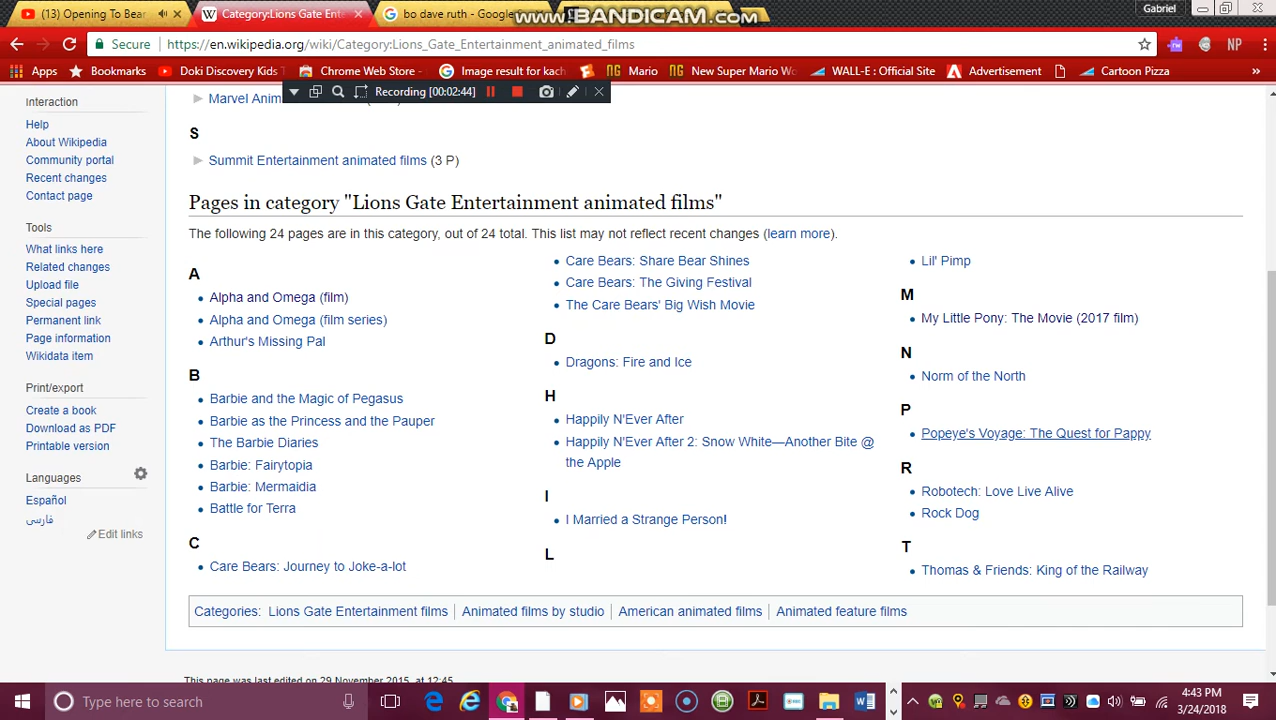 (13) Opening To Bea
Category:Lions Gate Ent
bo dave ruth - Google
www.BANDICAM.com
Gabriel
Secure
https://en.wikipedia.org/wiki/Category:Lions_Gate_Entertainment_animated_films
NP
Apps
Bookmarks
Doki Discovery Kids
Chrome Web Store -
Image result for kach
Mario
New Super Mario Wo
WALL-E : Official Site
Advertisement
Cartoon Pizza
»
Recording [00:02:44]
Interaction
Help
About Wikipedia
Community portal
Recent changes
Contact page
Tools
What links here
Related changes
Upload file
Special pages
Permanent link
Page information
Wikidata item
Print/export
Create a book
Download as PDF
Printable version
Languages
Español
فارسی
Edit links
Marvel Anim
S
Summit Entertainment animated films (3 P)
Pages in category "Lions Gate Entertainment animated films"
The following 24 pages are in this category, out of 24 total. This list may not reflect recent changes (learn more).
A
Alpha and Omega (film)
Alpha and Omega (film series)
Arthur's Missing Pal
B
Barbie and the Magic of Pegasus
Barbie as the Princess and the Pauper
The Barbie Diaries
Barbie: Fairytopia
Barbie: Mermaidia
Battle for Terra
C
Care Bears: Journey to Joke-a-lot
Care Bears: Share Bear Shines
Care Bears: The Giving Festival
The Care Bears' Big Wish Movie
D
Dragons: Fire and Ice
H
Happily N'Ever After
Happily N'Ever After 2: Snow White—Another Bite @
the Apple
I
I Married a Strange Person!
L
Lil' Pimp
M
My Little Pony: The Movie (2017 film)
N
Norm of the North
P
Popeye's Voyage: The Quest for Pappy
R
Robotech: Love Live Alive
Rock Dog
T
Thomas & Friends: King of the Railway
Categories: Lions Gate Entertainment films | Animated films by studio | American animated films | Animated feature films
This page was last edited on 29 November 2015, at 12:45
Type here to search
4:43 PM
3/24/2018